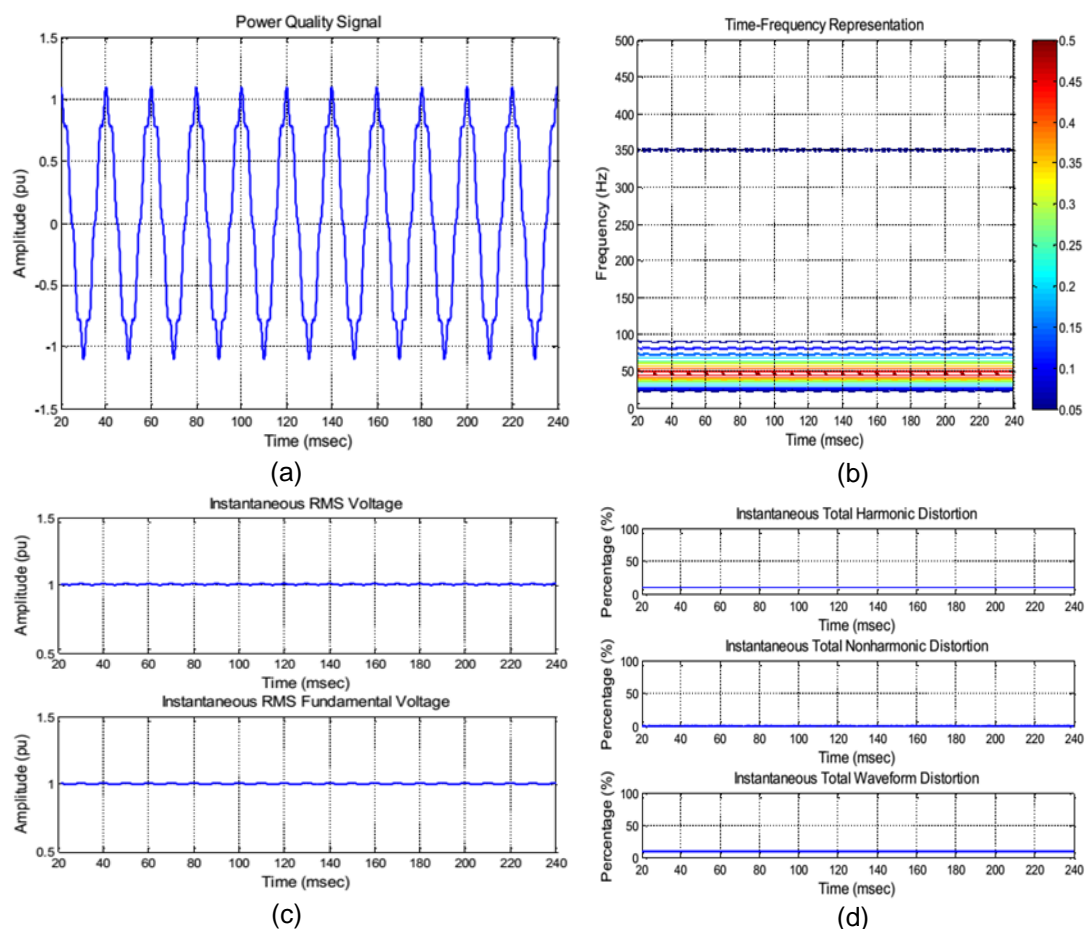 Power Quality Signal
1.5
1
0.5
0
-0.5
-1
-1.5
Amplitude (pu)
20 40 60 80 100 120 140 160 180 200 220 240
Time (msec)
(a)
Time-Frequency Representation
500
450
400
350
300
250
200
150
100
50
0
Frequency (Hz)
20 40 60 80 100 120 140 160 180 200 220 240
Time (msec)
0.5
0.45
0.4
0.35
0.3
0.25
0.2
0.15
0.1
0.05
(b)
Instantaneous RMS Voltage
1.5
1
0.5
Amplitude (pu)
20 40 60 80 100 120 140 160 180 200 220 240
Time (msec)
Instantaneous RMS Fundamental Voltage
1.5
1
0.5
Amplitude (pu)
20 40 60 80 100 120 140 160 180 200 220 240
Time (msec)
(c)
Instantaneous Total Harmonic Distortion
100
50
0
Percentage (%)
20 40 60 80 100 120 140 160 180 200 220 240
Time (msec)
Instantaneous Total Nonharmonic Distortion
100
50
0
Percentage (%)
20 40 60 80 100 120 140 160 180 200 220 240
Time (msec)
Instantaneous Total Waveform Distortion
100
50
0
Percentage (%)
20 40 60 80 100 120 140 160 180 200 220 240
Time (msec)
(d)